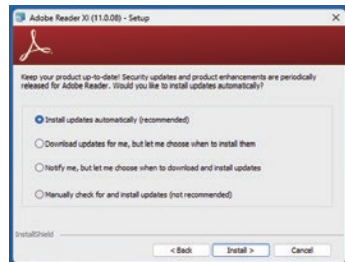 Adobe Reader XI (11.0.08) - Setup
Keep your product up-to-date! Security updates and product enhancements are periodically
released for Adobe Reader. Would you like to install updates automatically?
Install updates automatically (recommended)
Download updates for me, but let me choose when to install them
Notify me, but let me choose when to download and install updates
Manually check for and install updates (not recommended)
InstallShield
< Back
Install >
Cancel